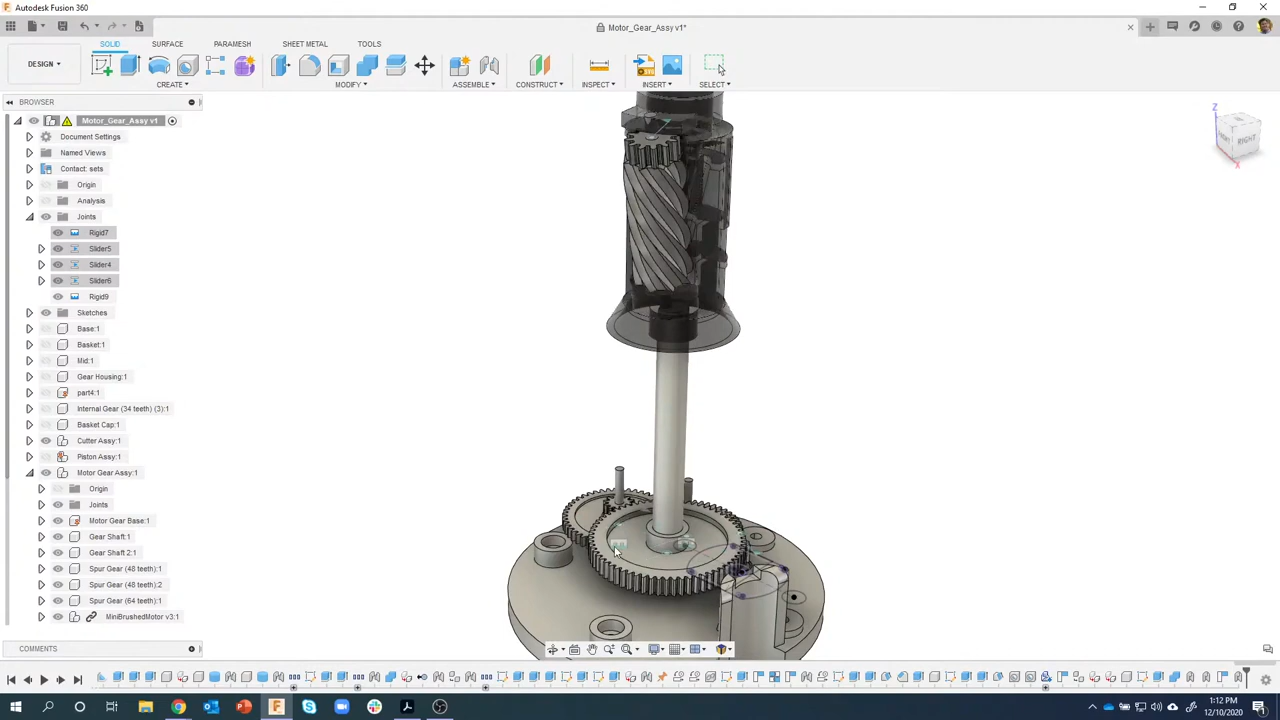 Autodesk Fusion 360
Motor_Gear_Assy v1*
SOLID SURFACE PARAMESH SHEET METAL TOOLS
DESIGN
CREATE MODIFY ASSEMBLE CONSTRUCT INSPECT INSERT SELECT
BROWSER
Motor_Gear_Assy v1
Document Settings
Named Views
Contact: sets
Origin
Analysis
Joints
Rigid7
Slider5
Slider4
Slider6
Rigid9
Sketches
Base:1
Basket:1
Mid:1
Gear Housing:1
part4:1
Internal Gear (34 teeth) (3):1
Basket Cap:1
Cutter Assy:1
Piston Assy:1
Motor Gear Assy:1
Origin
Joints
Motor Gear Base:1
Gear Shaft:1
Gear Shaft 2:1
Spur Gear (48 teeth):1
Spur Gear (48 teeth):2
Spur Gear (64 teeth):1
MiniBrushedMotor v3:1
COMMENTS
Z
FRONT
RIGHT
X
1:12 PM
12/10/2020